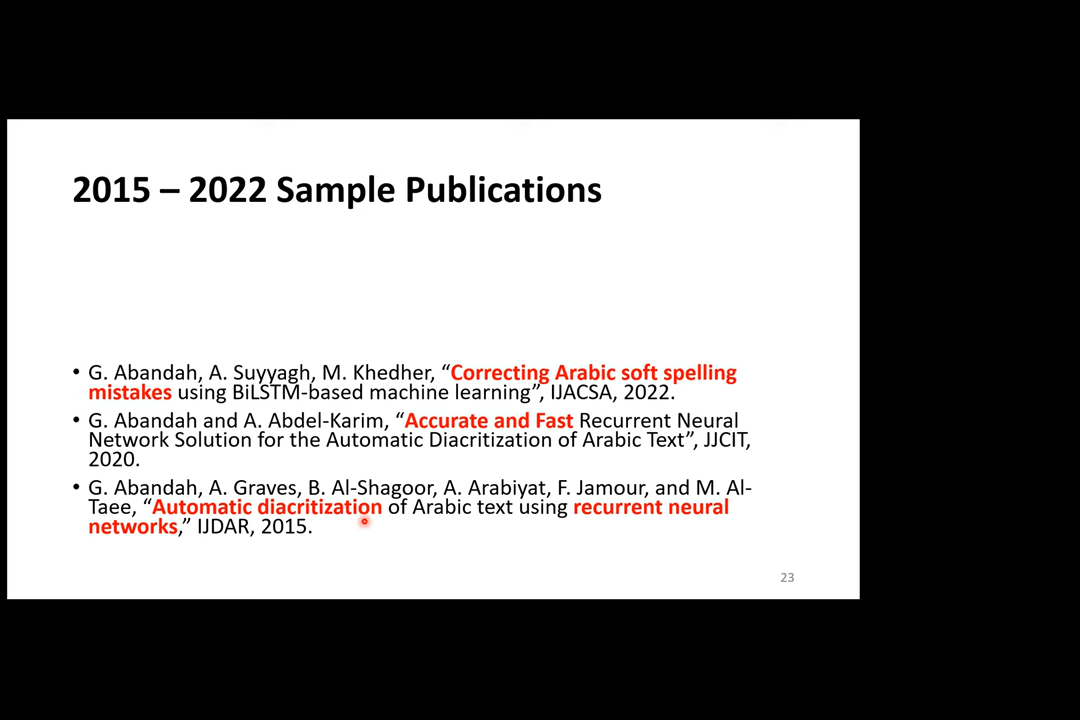 2015 – 2022 Sample Publications
• G. Abandah, A. Suyyagh, M. Khedher, “Correcting Arabic soft spelling
mistakes using BiLSTM-based machine learning”, IJACSA, 2022.
• G. Abandah and A. Abdel-Karim, “Accurate and Fast Recurrent Neural
Network Solution for the Automatic Diacritization of Arabic Text”, JJCIT,
2020.
• G. Abandah, A. Graves, B. Al-Shagoor, A. Arabiyat, F. Jamour, and M. Al-
Taee, “Automatic diacritization of Arabic text using recurrent neural
networks,” IJDAR, 2015.
23